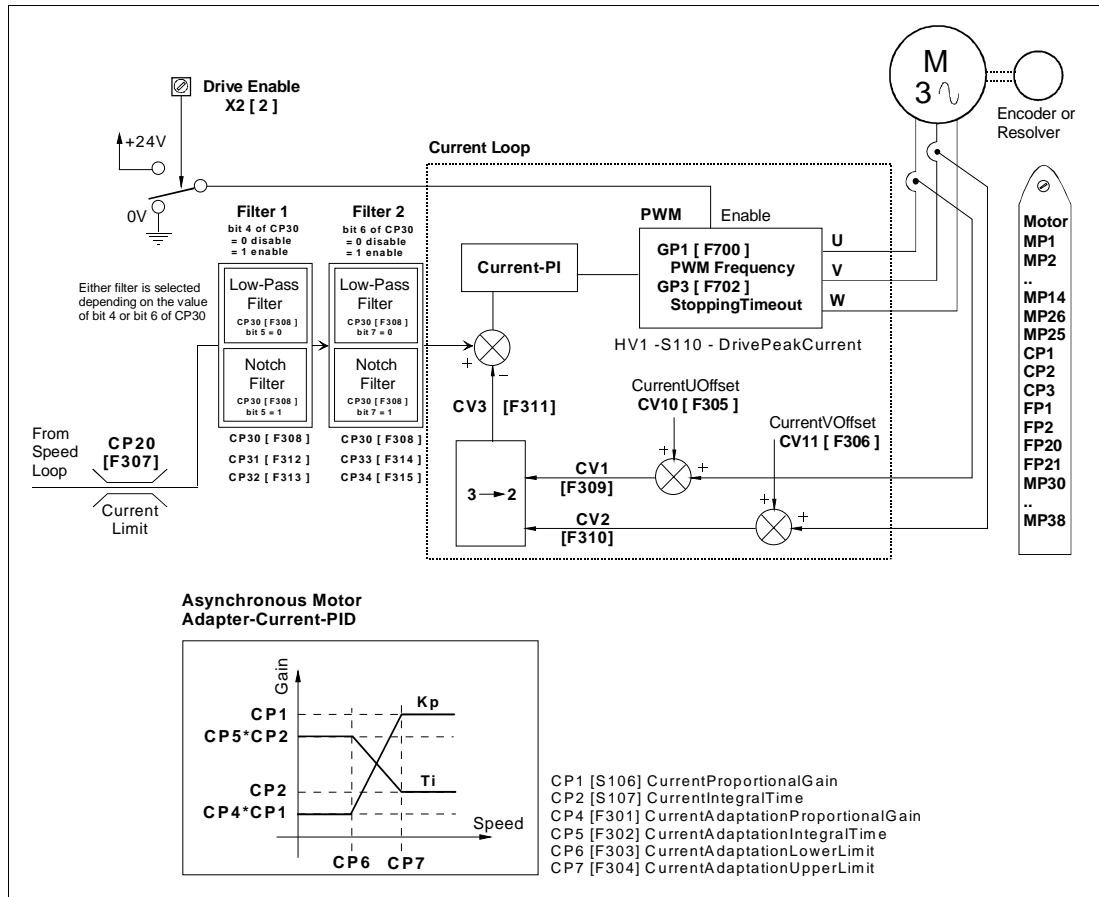 Drive Enable
X2 [ 2 ]
+24V
0V
M
3
Encoder or
Resolver
Current Loop
Filter 1
bit 4 of CP30
= 0 disable
= 1 enable
Filter 2
bit 6 of CP30
= 0 disable
= 1 enable
Either filter is selected
depending on the value
of bit 4 or bit 6 of CP30
Low-Pass
Filter
CP30 [ F308 ]
bit 5 = 0
Notch
Filter
CP30 [ F308 ]
bit 5 = 1
Low-Pass
Filter
CP30 [ F308 ]
bit 7 = 0
Notch
Filter
CP30 [ F308 ]
bit 7 = 1
CP30 [ F308 ]
CP31 [ F312 ]
CP32 [ F313 ]
CP30 [ F308 ]
CP33 [ F314 ]
CP34 [ F315 ]
From
Speed
Loop
CP20
[F307]
Current
Limit
Current-PI
+
-
PWM
Enable
GP1 [ F700 ]
PWM Frequency
GP3 [ F702 ]
StoppingTimeout
U
V
W
HV1 -S110 - DrivePeakCurrent
CV3 [F311]
CurrentUOffset
CV10 [ F305 ]
CurrentVOffset
CV11 [ F306 ]
+
+
+
+
3 → 2
CV1
[F309]
CV2
[F310]
Motor
MP1
MP2
..
MP14
MP26
MP25
CP1
CP2
CP3
FP1
FP2
FP20
FP21
MP30
..
MP38
Asynchronous Motor
Adapter-Current-PID
Gain
CP1
CP5*CP2
CP2
CP4*CP1
Kp
Ti
Speed
CP6
CP7
CP1 [S106] CurrentProportionalGain
CP2 [S107] CurrentIntegralTime
CP4 [F301] CurrentAdaptationProportionalGain
CP5 [F302] CurrentAdaptationIntegralTime
CP6 [F303] CurrentAdaptationLowerLimit
CP7 [F304] CurrentAdaptationUpperLimit